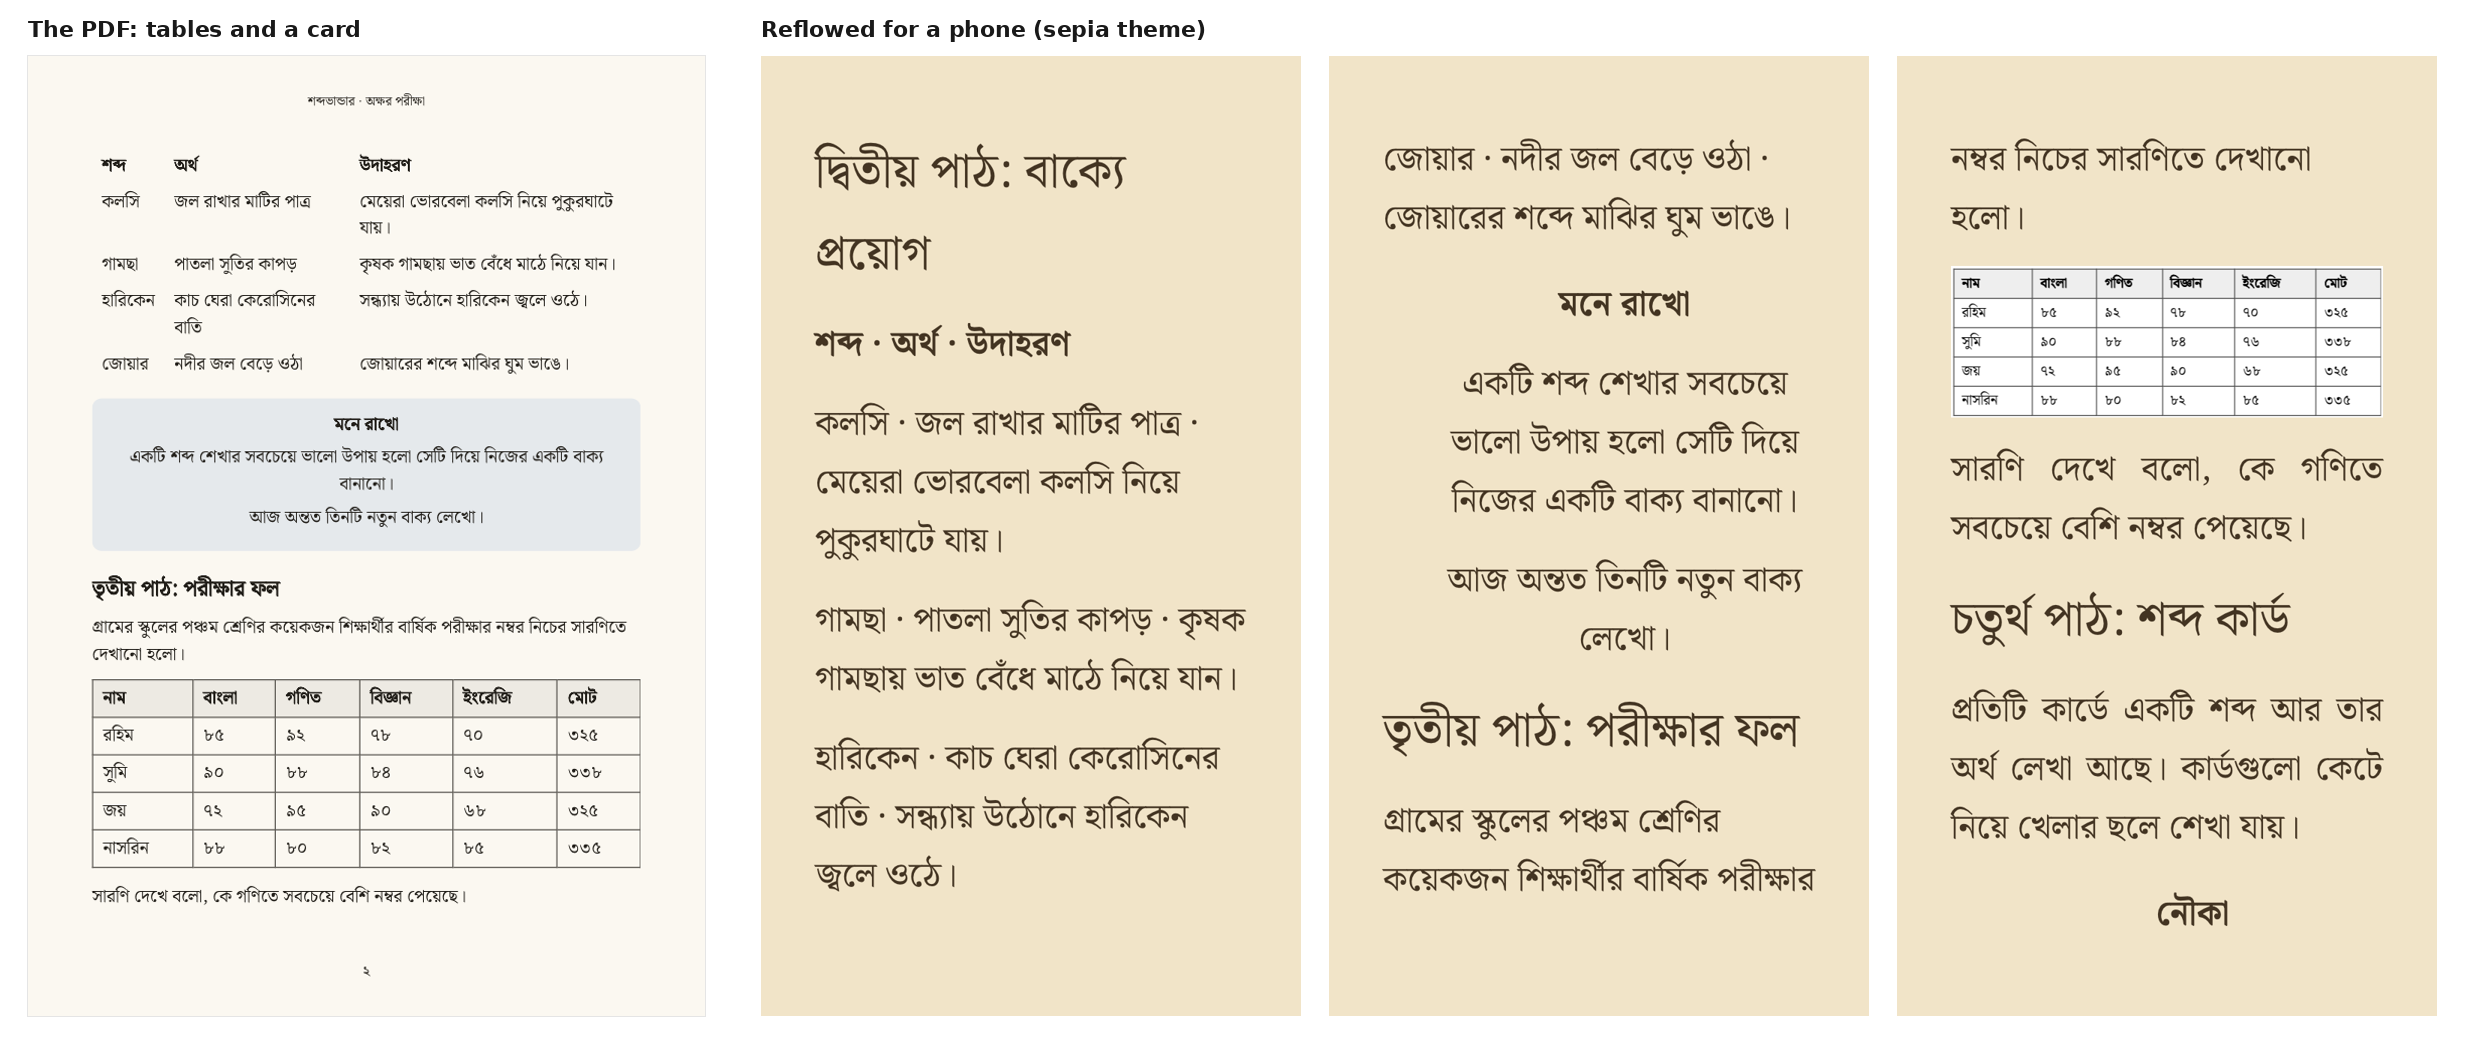 The PDF: tables and a card
শব্দভান্ডার · অক্ষর পরীক্ষা
শব্দ অর্থ উদাহরণ
কলসি জল রাখার মাটির পাত্র মেয়েরা ভোরবেলা কলসি নিয়ে পুকুরঘাটে
যায়।
গামছা পাতলা সুতির কাপড় কৃষক গামছায় ভাত বেঁধে মাঠে নিয়ে যান।
হারিকেন কাচ ঘেরা কেরোসিনের সন্ধ্যায় উঠোনে হারিকেন জ্বলে ওঠে।
বাতি
জোয়ার নদীর জল বেড়ে ওঠা জোয়ারের শব্দে মাঝির ঘুম ভাঙে।
মনে রাখো
একটি শব্দ শেখার সবচেয়ে ভালো উপায় হলো সেটি দিয়ে নিজের একটি বাক্য
বানানো।
আজ অন্তত তিনটি নতুন বাক্য লেখো।
তৃতীয় পাঠ: পরীক্ষার ফল
গ্রামের স্কুলের পঞ্চম শ্রেণির কয়েকজন শিক্ষার্থীর বার্ষিক পরীক্ষার নম্বর নিচের সারণিতে
দেখানো হলো।
নাম বাংলা গণিত বিজ্ঞান ইংরেজি মোট
রহিম ৮৫ ৯২ ৭৮ ৭০ ৩২৫
সুমি ৯০ ৮৮ ৮৪ ৭৬ ৩৩৮
জয় ৭২ ৯৫ ৯০ ৬৮ ৩২৫
নাসরিন ৮৮ ৮০ ৮২ ৮৫ ৩৩৫
সারণি দেখে বলো, কে গণিতে সবচেয়ে বেশি নম্বর পেয়েছে।
২
Reflowed for a phone (sepia theme)
দ্বিতীয় পাঠ: বাক্যে
প্রয়োগ
শব্দ · অর্থ · উদাহরণ
কলসি · জল রাখার মাটির পাত্র ·
মেয়েরা ভোরবেলা কলসি নিয়ে
পুকুরঘাটে যায়।
গামছা · পাতলা সুতির কাপড় · কৃষক
গামছায় ভাত বেঁধে মাঠে নিয়ে যান।
হারিকেন · কাচ ঘেরা কেরোসিনের
বাতি · সন্ধ্যায় উঠোনে হারিকেন
জ্বলে ওঠে।
জোয়ার · নদীর জল বেড়ে ওঠা ·
জোয়ারের শব্দে মাঝির ঘুম ভাঙে।
মনে রাখো
একটি শব্দ শেখার সবচেয়ে
ভালো উপায় হলো সেটি দিয়ে
নিজের একটি বাক্য বানানো।
আজ অন্তত তিনটি নতুন বাক্য
লেখো।
তৃতীয় পাঠ: পরীক্ষার ফল
গ্রামের স্কুলের পঞ্চম শ্রেণির
কয়েকজন শিক্ষার্থীর বার্ষিক পরীক্ষার
নম্বর নিচের সারণিতে দেখানো
হলো।
নাম বাংলা গণিত বিজ্ঞান ইংরেজি মোট
রহিম ৮৫ ৯২ ৭৮ ৭০ ৩২৫
সুমি ৯০ ৮৮ ৮৪ ৭৬ ৩৩৮
জয় ৭২ ৯৫ ৯০ ৬৮ ৩২৫
নাসরিন ৮৮ ৮০ ৮২ ৮৫ ৩৩৫
সারণি দেখে বলো, কে গণিতে
সবচেয়ে বেশি নম্বর পেয়েছে।
চতুর্থ পাঠ: শব্দ কার্ড
প্রতিটি কার্ডে একটি শব্দ আর তার
অর্থ লেখা আছে। কার্ডগুলো কেটে
নিয়ে খেলার ছলে শেখা যায়।
নৌকা